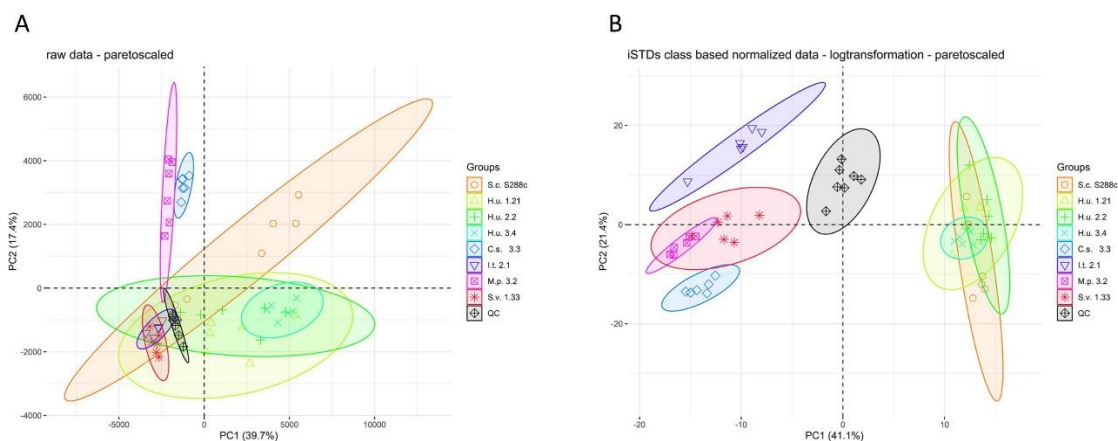 A
raw data - paretoscaled
6000
4000
2000
0
-2000
-4000
PC2 (17.4%)
-5000
0
5000
10000
PC1 (39.7%)
Groups
S.c. S288c
H.u. 1.21
H.u. 2.2
H.u. 3.4
C.s. 3.3
I.t. 2.1
M.p. 3.2
S.v. 1.33
QC
B
iSTDs class based normalized data - logtransformation - paretoscaled
20
0
-20
PC2 (21.4%)
-20
-10
0
10
PC1 (41.1%)
Groups
S.c. S288c
H.u. 1.21
H.u. 2.2
H.u. 3.4
C.s. 3.3
I.t. 2.1
M.p. 3.2
S.v. 1.33
QC